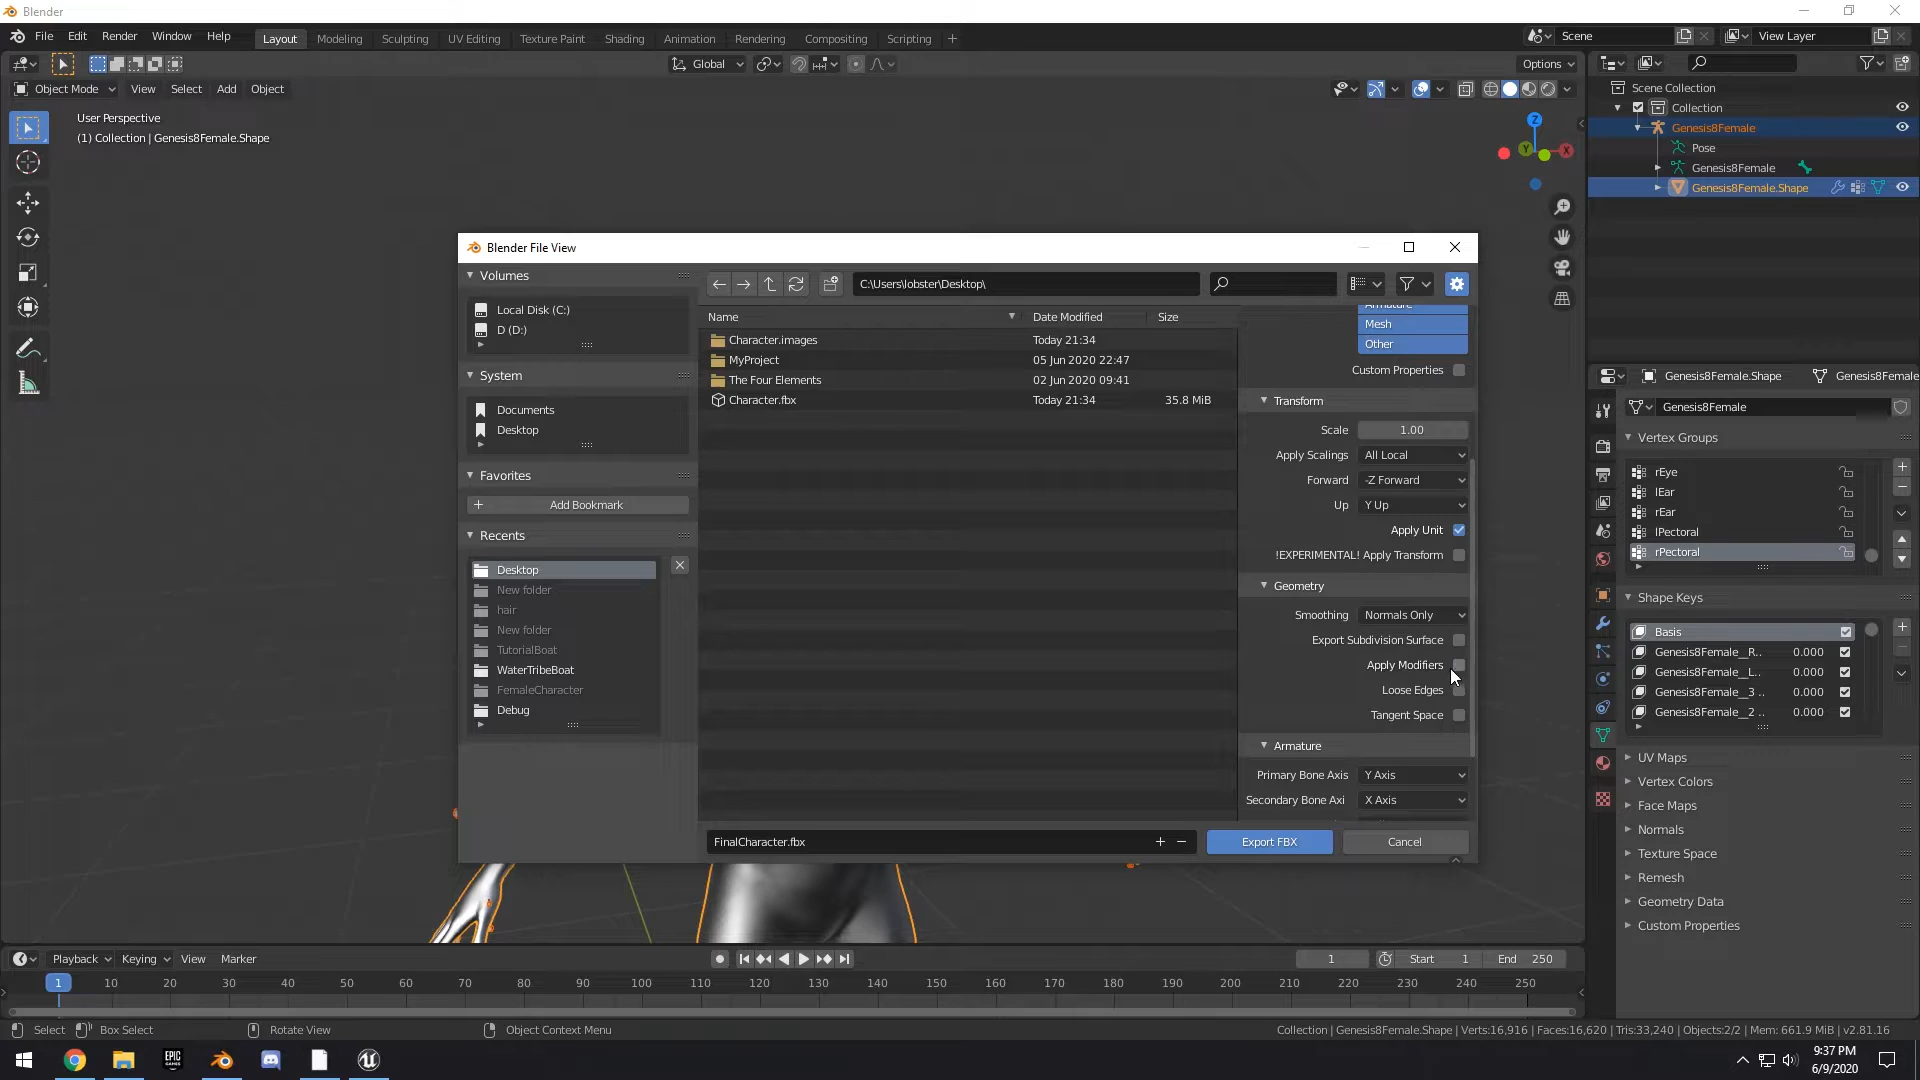 Blender
File Edit Render Window Help
Layout Modeling Sculpting UV Editing Texture Paint Shading Animation Rendering Compositing Scripting +
Scene
View Layer
Global
Options
Object Mode View Select Add Object
User Perspective
(1) Collection | Genesis8Female.Shape
Z
Y
X
Scene Collection
Collection
Genesis8Female
Pose
Genesis8Female
Genesis8Female.Shape
Blender File View
Volumes
Local Disk (C:)
D (D:)
System
Documents
Desktop
Favorites
+ Add Bookmark
Recents
Desktop
New folder
hair
New folder
TutorialBoat
WaterTribeBoat
FemaleCharacter
Debug
C:\Users\lobster\Desktop\
Name Date Modified Size
Character.images Today 21:34
MyProject 05 Jun 2020 22:47
The Four Elements 02 Jun 2020 09:41
Character.fbx Today 21:34 35.8 MiB
Armature
Mesh
Other
Custom Properties
Transform
Scale 1.00
Apply Scalings All Local
Forward -Z Forward
Up Y Up
Apply Unit
!EXPERIMENTAL! Apply Transform
Geometry
Smoothing Normals Only
Export Subdivision Surface
Apply Modifiers
Loose Edges
Tangent Space
Armature
Primary Bone Axis Y Axis
Secondary Bone Axi X Axis
FinalCharacter.fbx + −
Export FBX
Cancel
Genesis8Female.Shape Genesis8Female
Genesis8Female
Vertex Groups
rEye
lEar
rEar
lPectoral
rPectoral
Shape Keys
Basis
Genesis8Female__R.. 0.000
Genesis8Female__L.. 0.000
Genesis8Female__3 .. 0.000
Genesis8Female__2 .. 0.000
UV Maps
Vertex Colors
Face Maps
Normals
Texture Space
Remesh
Geometry Data
Custom Properties
Playback Keying View Marker
1 Start 1 End 250
1 10 20 30 40 50 60 70 80 90 100 110 120 130 140 150 160 170 180 190 200 210 220 230 240 250
Select Box Select Rotate View Object Context Menu
Collection | Genesis8Female.Shape | Verts:16,916 | Faces:16,620 | Tris:33,240 | Objects:2/2 | Mem: 661.9 MiB | v2.81.16
EPIC GAMES
9:37 PM
6/9/2020